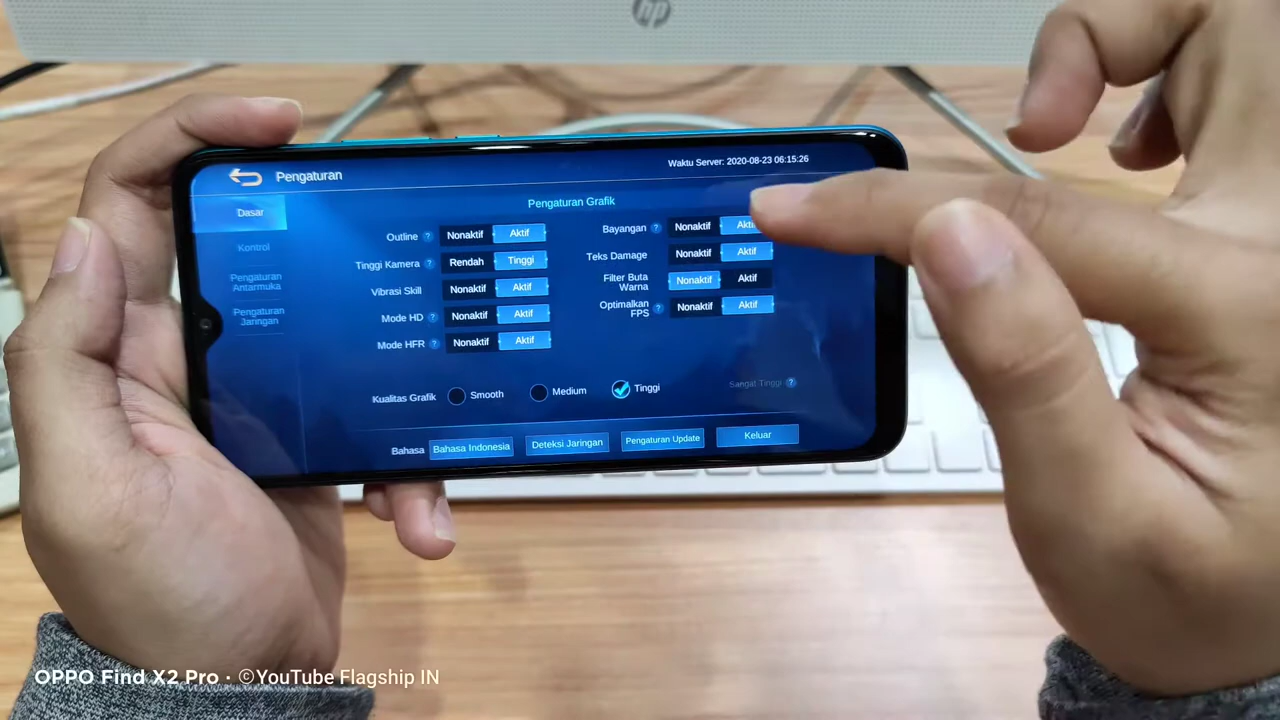 hp
Waktu Server: 2020-08-23 06:15:26
Pengaturan
Dasar
Kontrol
Pengaturan
Antarmuka
Pengaturan
Jaringan
Pengaturan Grafik
Outline ? Nonaktif Aktif
Tinggi Kamera ? Rendah Tinggi
Vibrasi Skill Nonaktif Aktif
Mode HD ? Nonaktif Aktif
Mode HFR ? Nonaktif Aktif
Bayangan ? Nonaktif
Teks Damage Nonaktif Aktif
Filter Buta
Warna Nonaktif Aktif
Optimalkan
FPS ? Nonaktif Aktif
Kualitas Grafik Smooth Medium Tinggi Sangat Tinggi ?
Bahasa Bahasa Indonesia Deteksi Jaringan Pengaturan Update Keluar
OPPO Find X2 Pro · ©YouTube Flagship IN